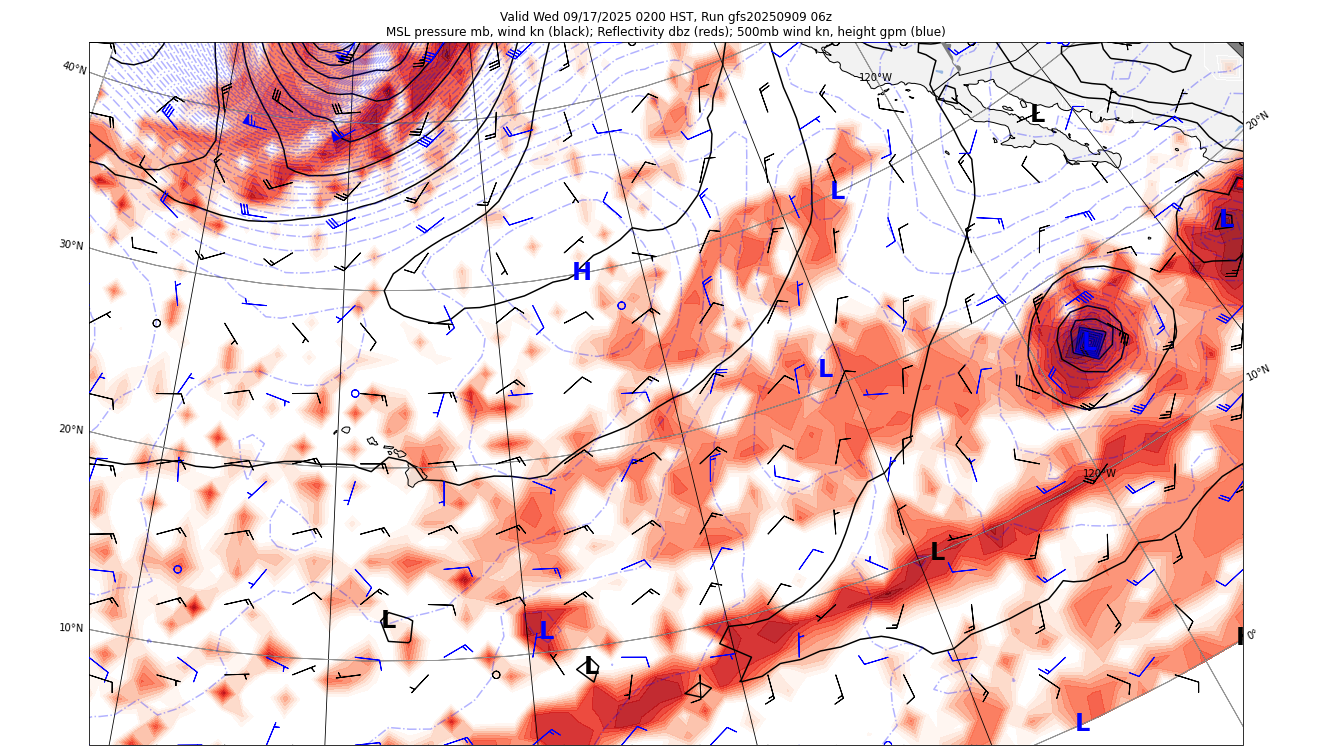 Valid Wed 09/17/2025 0200 HST, Run gfs20250909 06z
MSL pressure mb, wind kn (black); Reflectivity dbz (reds); 500mb wind kn, height gpm (blue)
40°N
120°W
L
20°N
L
L
30°N
H
L
10°N
20°N
120°W
L
10°N
L
L
0°
L
L